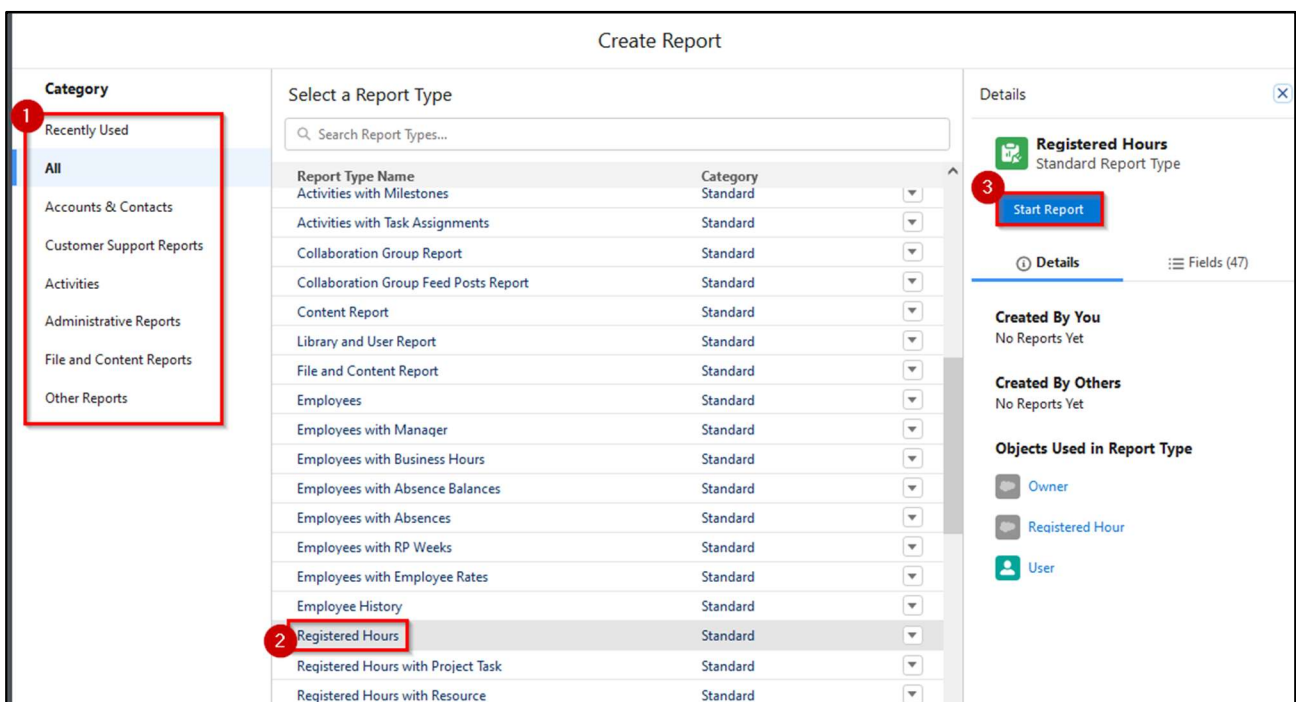 Create Report
Category
1
Recently Used
All
Accounts & Contacts
Customer Support Reports
Activities
Administrative Reports
File and Content Reports
Other Reports
Select a Report Type
Search Report Types...
Report Type Name Category
Activities with Milestones Standard
Activities with Task Assignments Standard
Collaboration Group Report Standard
Collaboration Group Feed Posts Report Standard
Content Report Standard
Library and User Report Standard
File and Content Report Standard
Employees Standard
Employees with Manager Standard
Employees with Business Hours Standard
Employees with Absence Balances Standard
Employees with Absences Standard
Employees with RP Weeks Standard
Employees with Employee Rates Standard
Employee History Standard
2 Registered Hours Standard
Registered Hours with Project Task Standard
Registered Hours with Resource Standard
Details
Registered Hours
Standard Report Type
3
Start Report
Details Fields (47)
Created By You
No Reports Yet
Created By Others
No Reports Yet
Objects Used in Report Type
Owner
Registered Hour
User